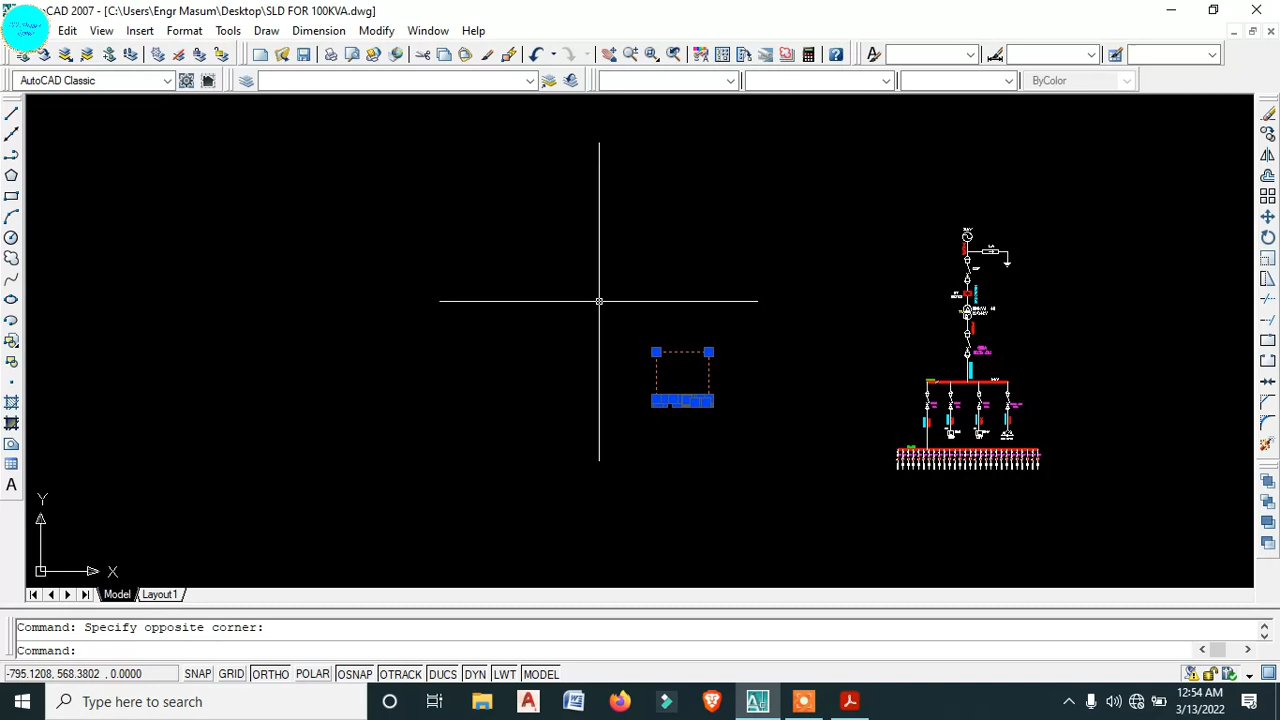 AutoCAD 2007 - [C:\Users\Engr Masum\Desktop\SLD FOR 100KVA.dwg]
Edit View Insert Format Tools Draw Dimension Modify Window Help
AutoCAD Classic
ByColor
A
Y
X
Model Layout1
Command: Specify opposite corner:
Command:
-795.1208, 568.3802 , 0.0000 SNAP GRID ORTHO POLAR OSNAP OTRACK DUCS DYN LWT MODEL
Type here to search
12:54 AM
3/13/2022